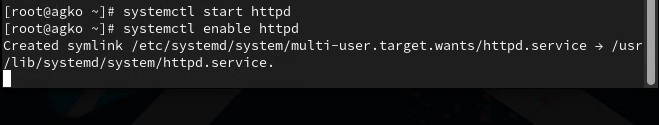 [root@agko ~]# systemctl start httpd
[root@agko ~]# systemctl enable httpd
Created symlink /etc/systemd/system/multi-user.target.wants/httpd.service → /usr
/lib/systemd/system/httpd.service.